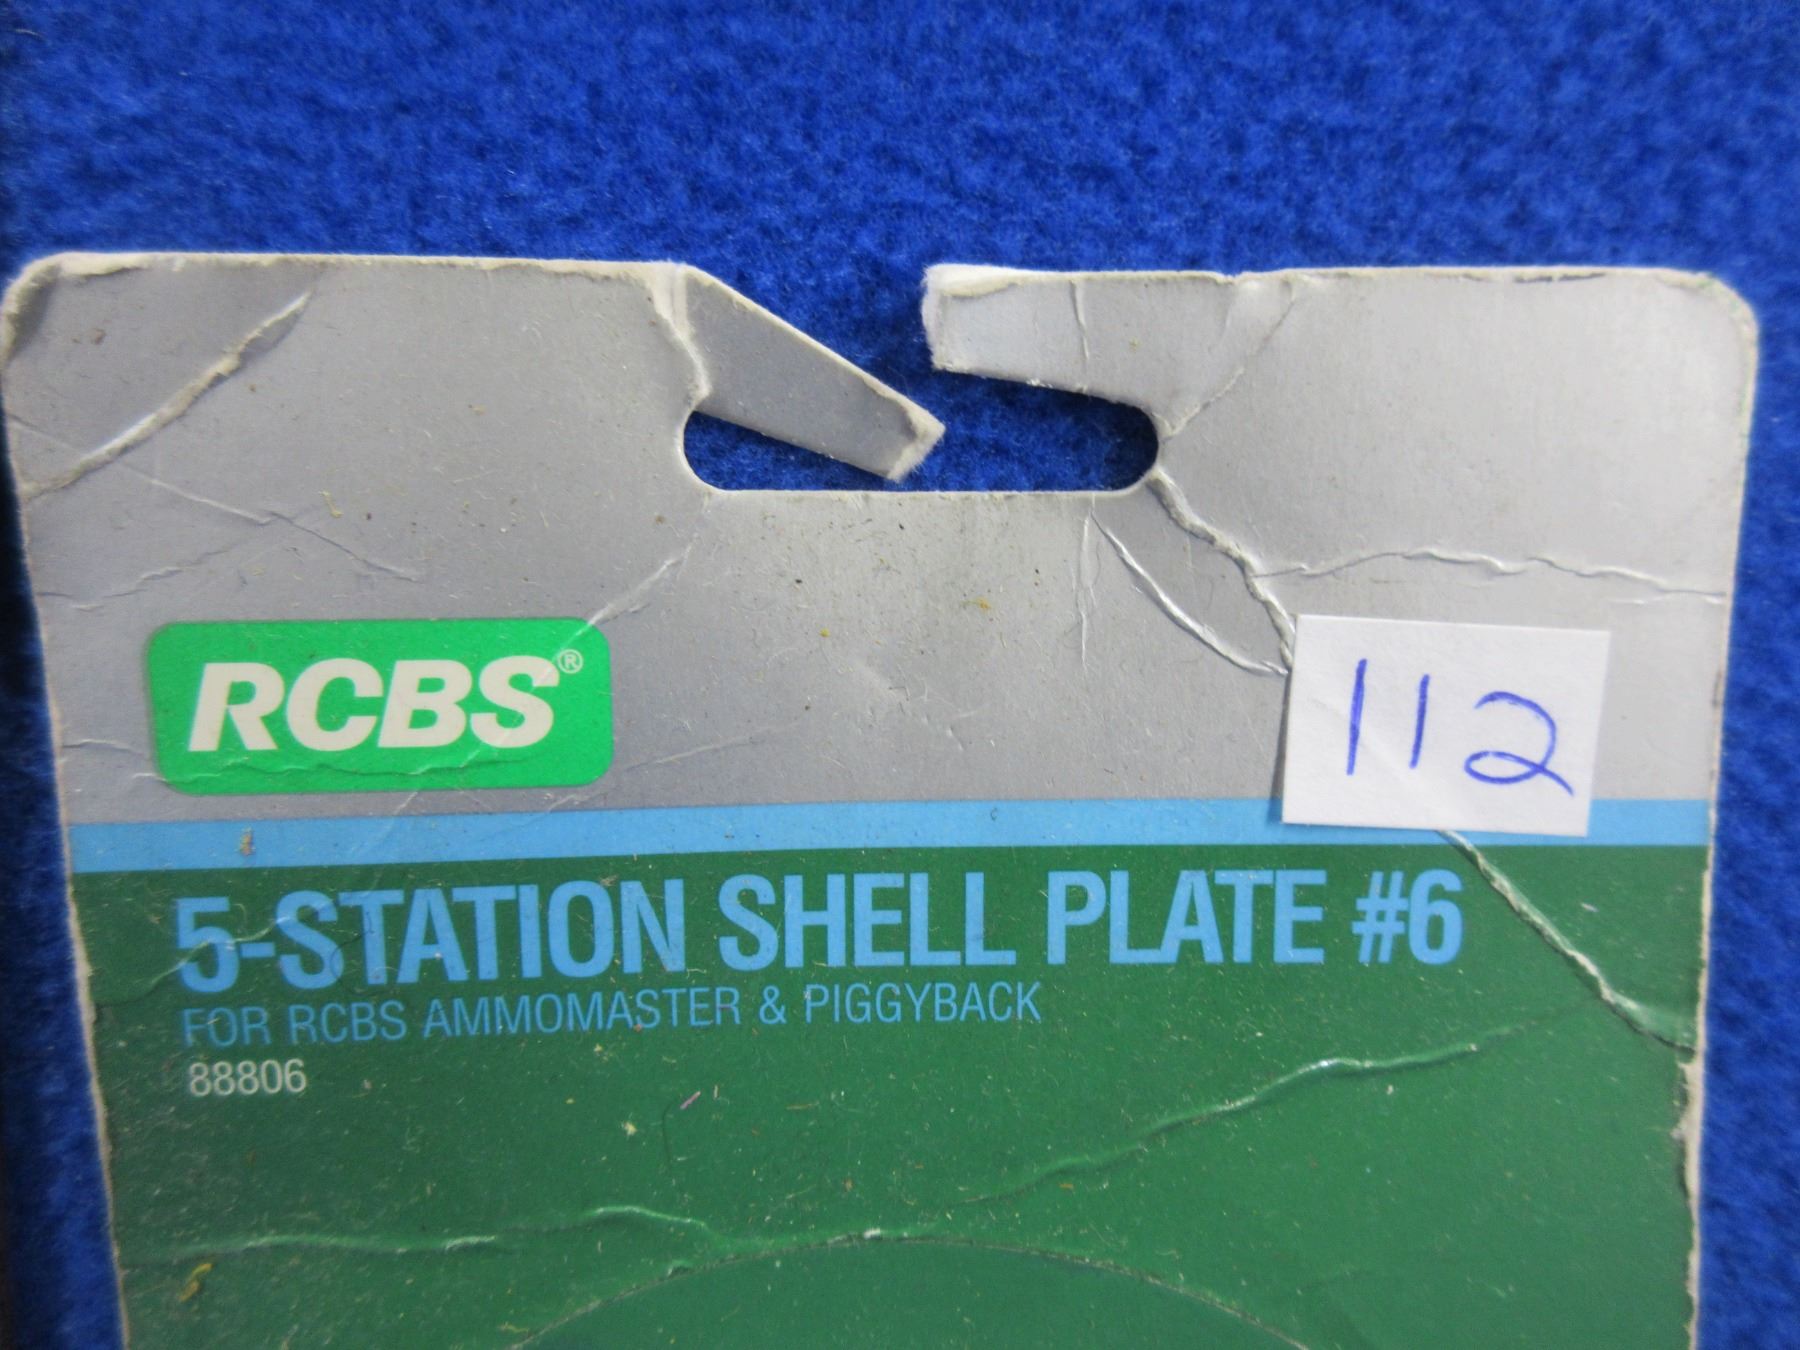 RCBS®
112
5-STATION SHELL PLATE #6
FOR RCBS AMMOMASTER & PIGGYBACK
88806